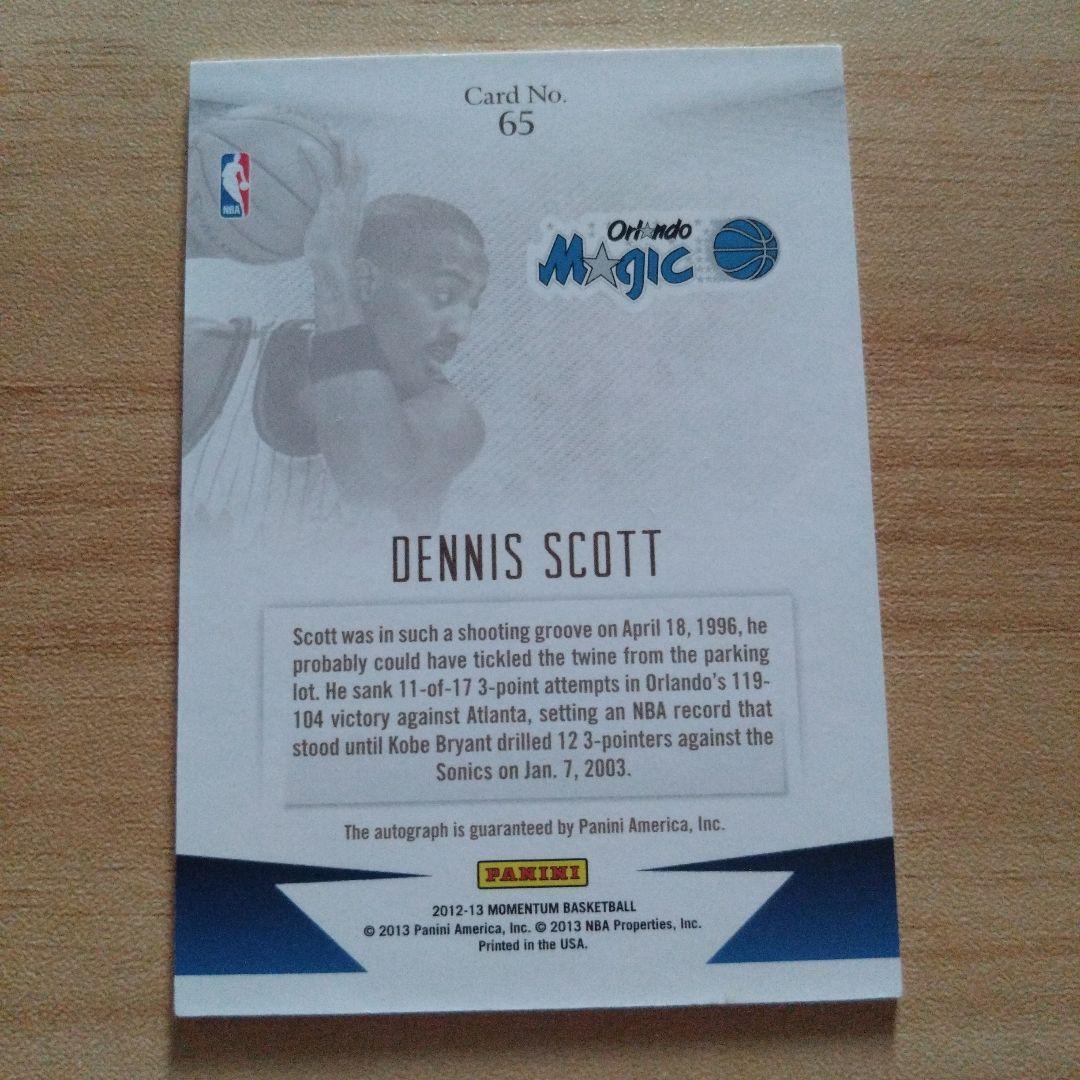 Card No.
65
NBA
Orlando
Magic
DENNIS SCOTT
Scott was in such a shooting groove on April 18, 1996, he
probably could have tickled the twine from the parking
lot. He sank 11-of-17 3-point attempts in Orlando's 119-
104 victory against Atlanta, setting an NBA record that
stood until Kobe Bryant drilled 12 3-pointers against the
Sonics on Jan. 7, 2003.
The autograph is guaranteed by Panini America, Inc.
PANINI
2012-13 MOMENTUM BASKETBALL
© 2013 Panini America, Inc. © 2013 NBA Properties, Inc.
Printed in the USA.